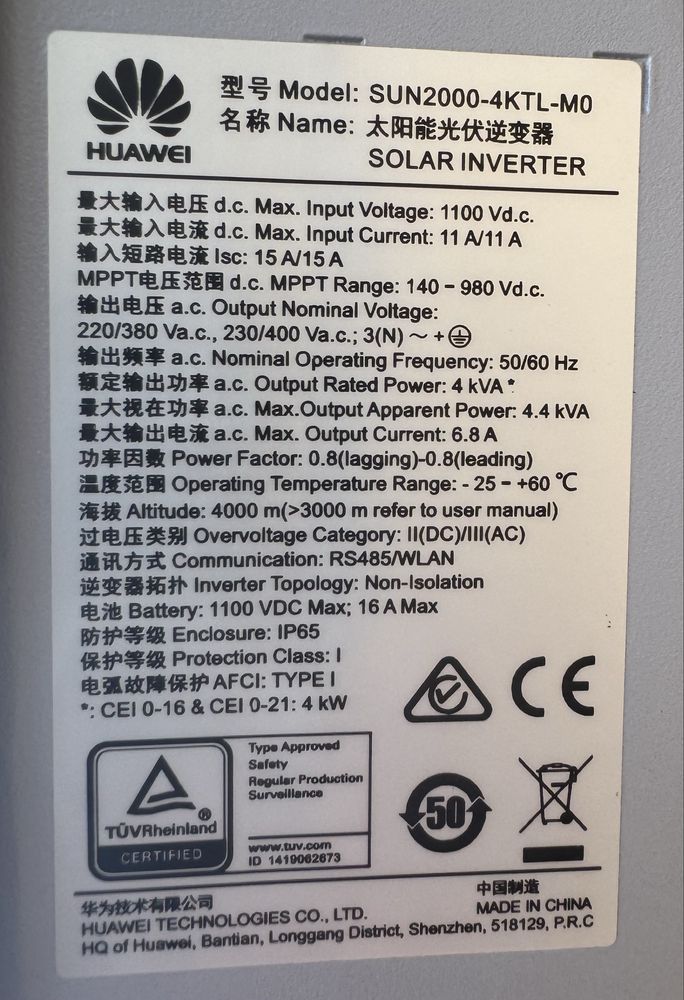 HUAWEI
型号 Model: SUN2000-4KTL-M0
名称 Name: 太阳能光伏逆变器
SOLAR INVERTER
最大输入电压 d.c. Max. Input Voltage: 1100 Vd.c.
最大输入电流 d.c. Max. Input Current: 11 A/11 A
输入短路电流 Isc: 15 A/15 A
MPPT电压范围 d.c. MPPT Range: 140 – 980 Vd.c.
输出电压 a.c. Output Nominal Voltage:
220/380 Va.c., 230/400 Va.c.; 3(N) ～ + ⏚
输出频率 a.c. Nominal Operating Frequency: 50/60 Hz
额定输出功率 a.c. Output Rated Power: 4 kVA *
最大视在功率 a.c. Max.Output Apparent Power: 4.4 kVA
最大输出电流 a.c. Max. Output Current: 6.8 A
功率因数 Power Factor: 0.8(lagging)-0.8(leading)
温度范围 Operating Temperature Range: - 25 – +60 ℃
海拔 Altitude: 4000 m(>3000 m refer to user manual)
过电压类别 Overvoltage Category: II(DC)/III(AC)
通讯方式 Communication: RS485/WLAN
逆变器拓扑 Inverter Topology: Non-Isolation
电池 Battery: 1100 VDC Max; 16 A Max
防护等级 Enclosure: IP65
保护等级 Protection Class: I
电弧故障保护 AFCI: TYPE I
*: CEI 0-16 & CEI 0-21: 4 kW
CE
TÜVRheinland®
CERTIFIED
Type Approved
Safety
Regular Production
Surveillance
www.tuv.com
ID 1419062673
50
华为技术有限公司
HUAWEI TECHNOLOGIES CO., LTD.
中国制造
MADE IN CHINA
HQ of Huawei, Bantian, Longgang District, Shenzhen, 518129, P.R.C